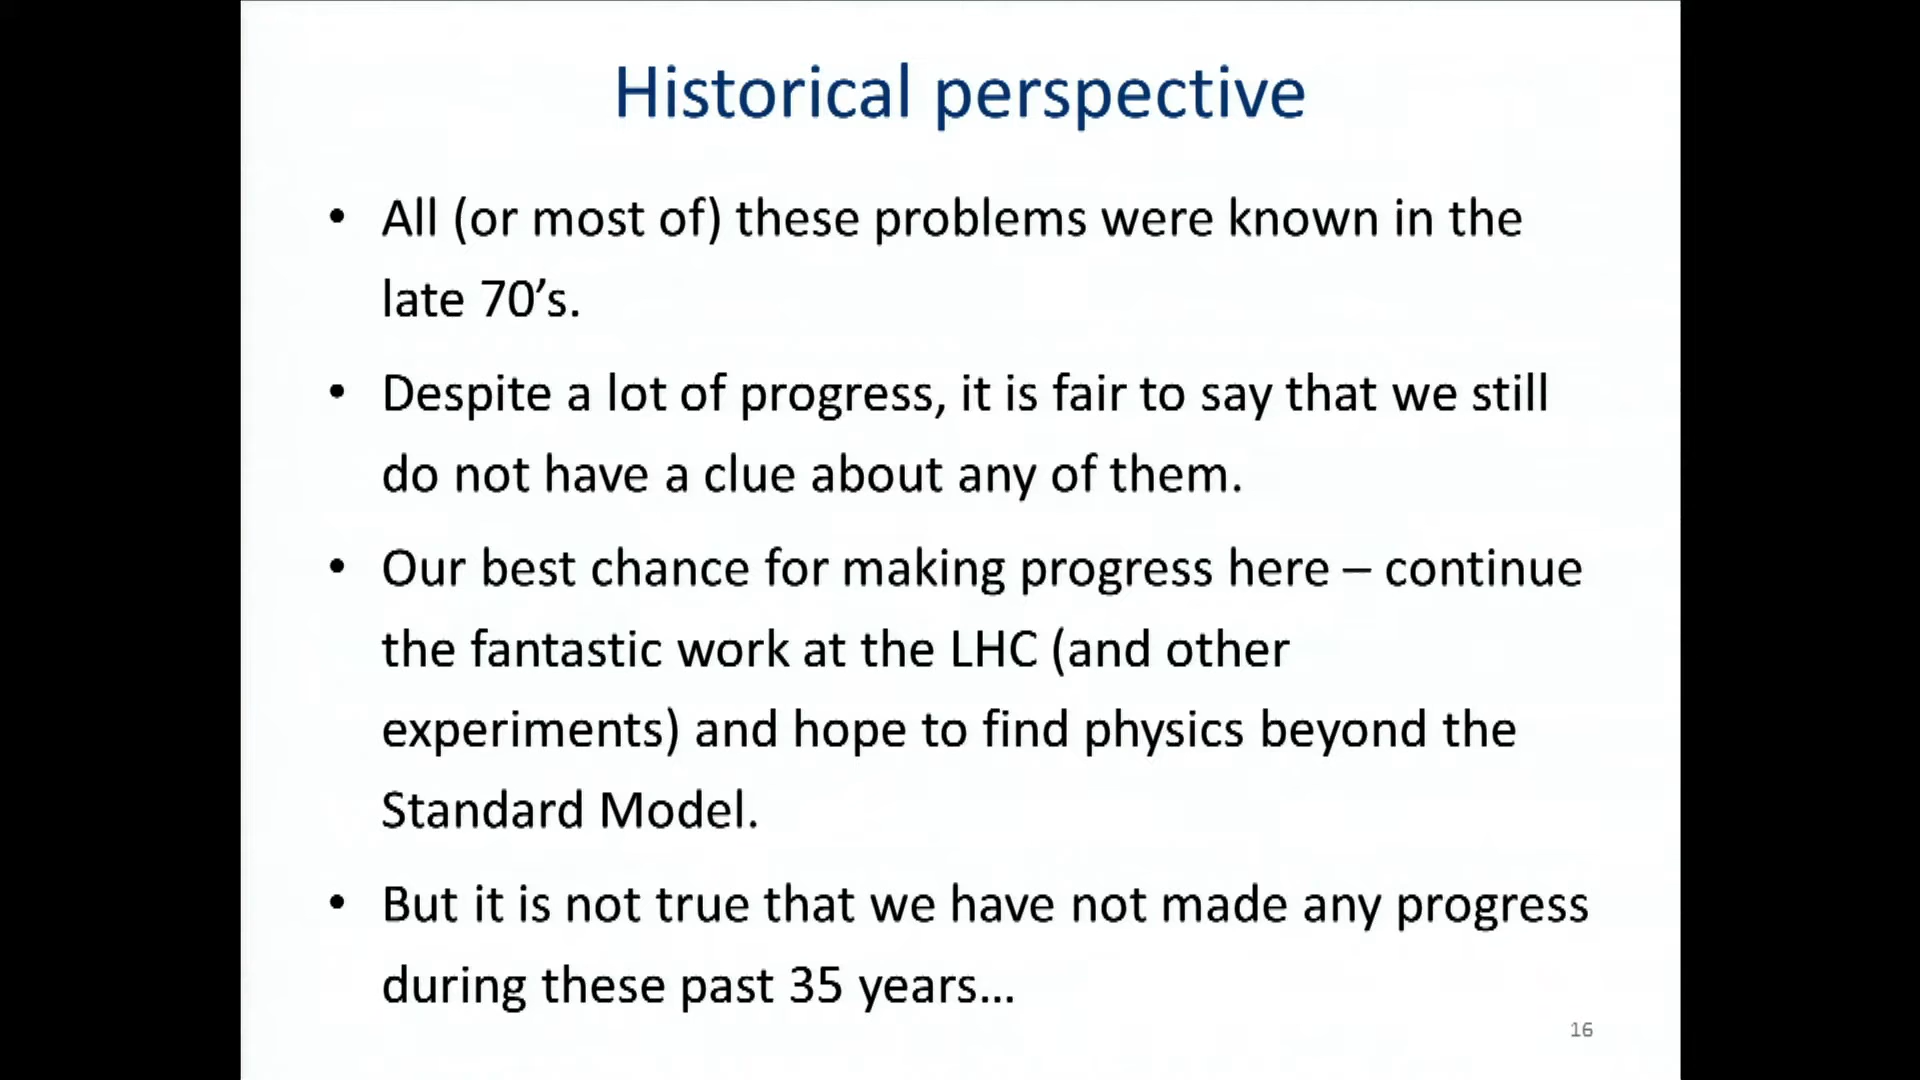 Historical perspective
• All (or most of) these problems were known in the
late 70’s.
• Despite a lot of progress, it is fair to say that we still
do not have a clue about any of them.
• Our best chance for making progress here – continue
the fantastic work at the LHC (and other
experiments) and hope to find physics beyond the
Standard Model.
• But it is not true that we have not made any progress
during these past 35 years…
16